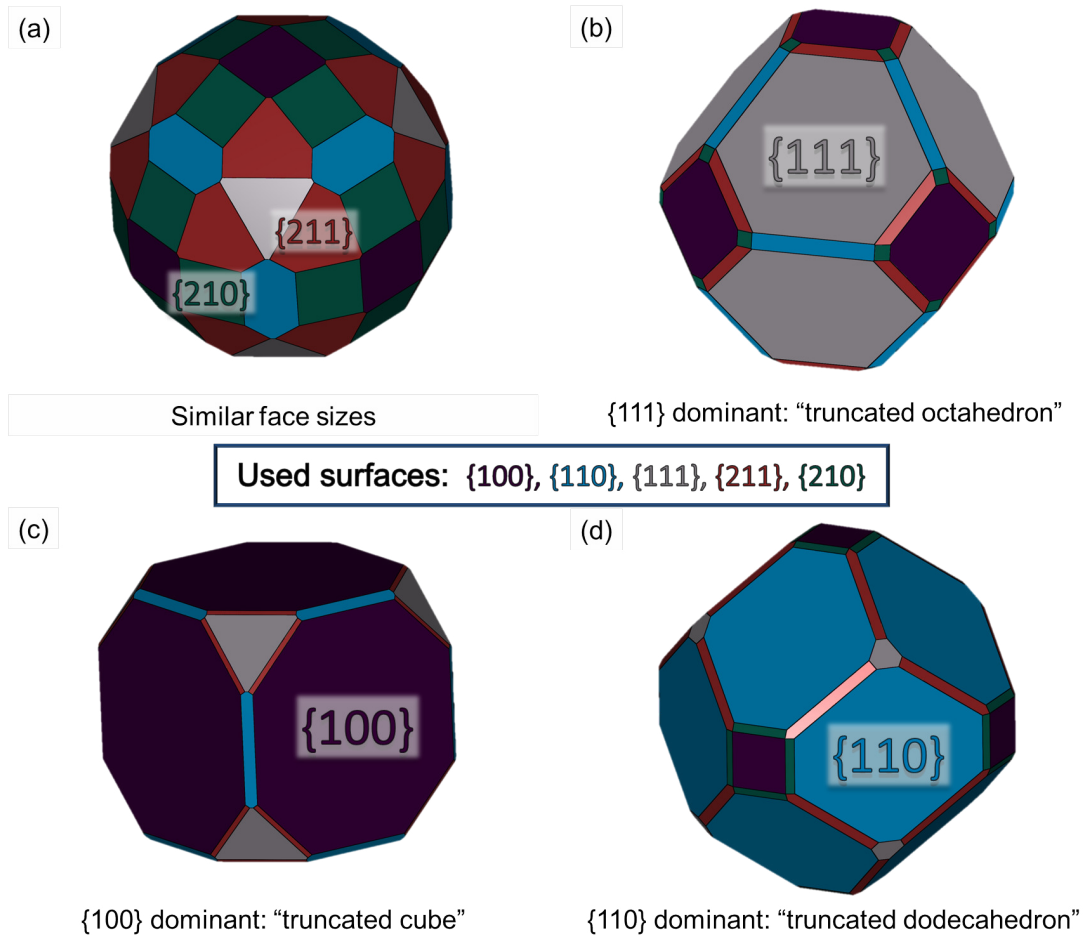 (a)
(b)
{111}
{211}
{210}
Similar face sizes
{111} dominant: “truncated octahedron”
Used surfaces: {100}, {110}, {111}, {211}, {210}
(c)
(d)
{100}
{110}
{100} dominant: “truncated cube”
{110} dominant: “truncated dodecahedron”